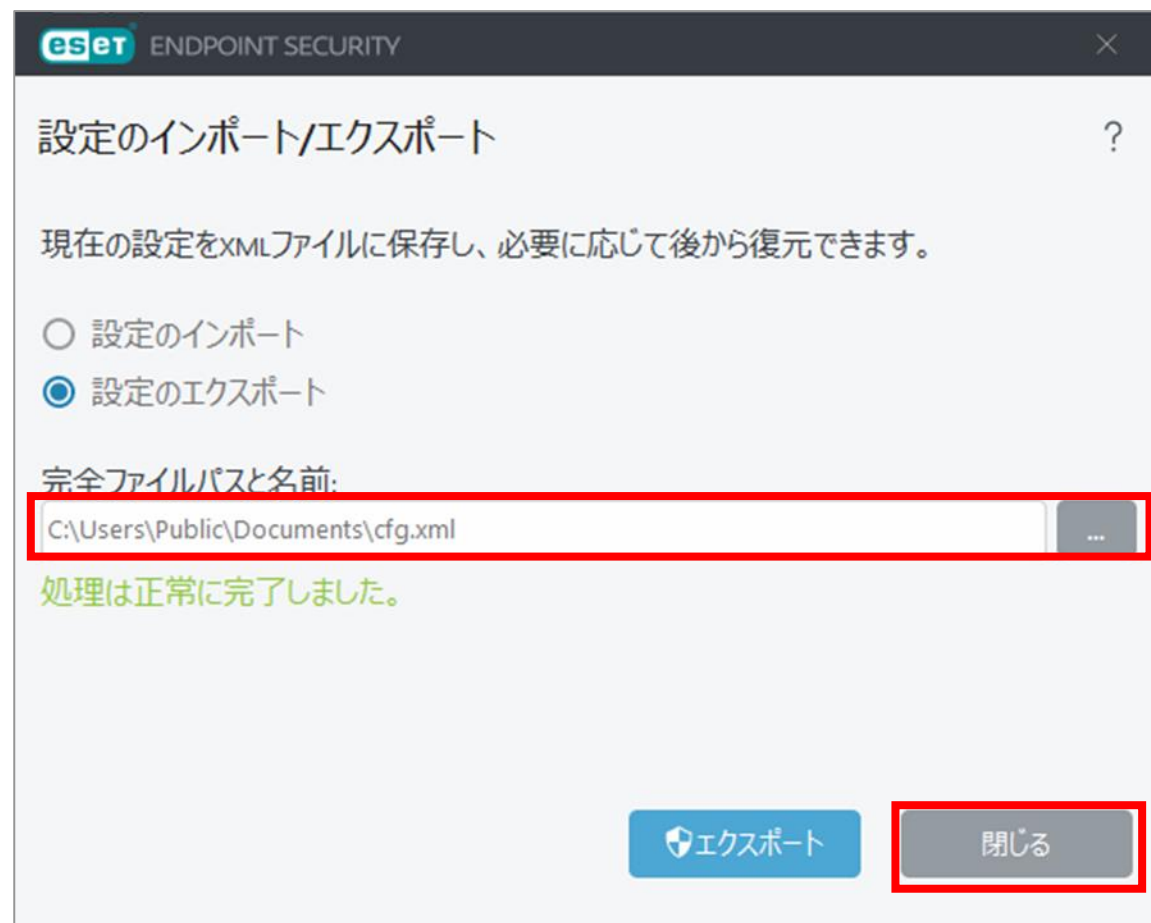 eset ENDPOINT SECURITY
設定のインポート/エクスポート
?
現在の設定をXMLファイルに保存し、必要に応じて後から復元できます。
設定のインポート
設定のエクスポート
完全ファイルパスと名前:
C:\Users\Public\Documents\cfg.xml
...
処理は正常に完了しました。
エクスポート
閉じる